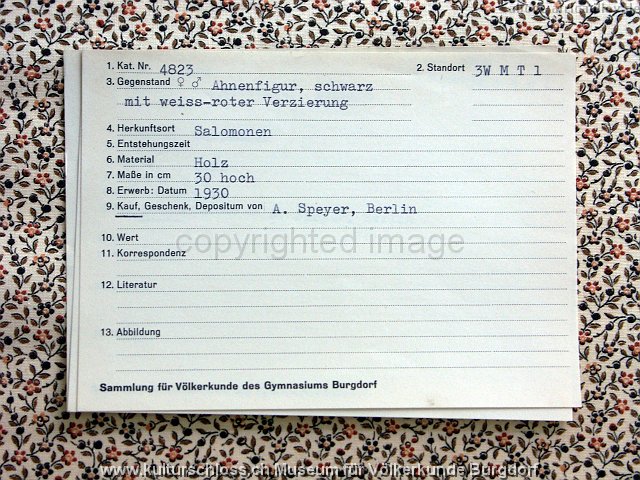 1. Kat. Nr. 4823 2. Standort 3W M T 1
3. Gegenstand ♀ ♂ Ahnenfigur, schwarz
mit weiss-roter Verzierung
4. Herkunftsort Salomonen
5. Entstehungszeit
6. Material Holz
7. Maße in cm 30 hoch
8. Erwerb: Datum 1930
9. Kauf, Geschenk, Depositum von A. Speyer, Berlin
10. Wert
copyrighted image
11. Korrespondenz
12. Literatur
13. Abbildung
Sammlung für Völkerkunde des Gymnasiums Burgdorf
www.kulturschloss.ch Museum für Völkerkunde Burgdorf